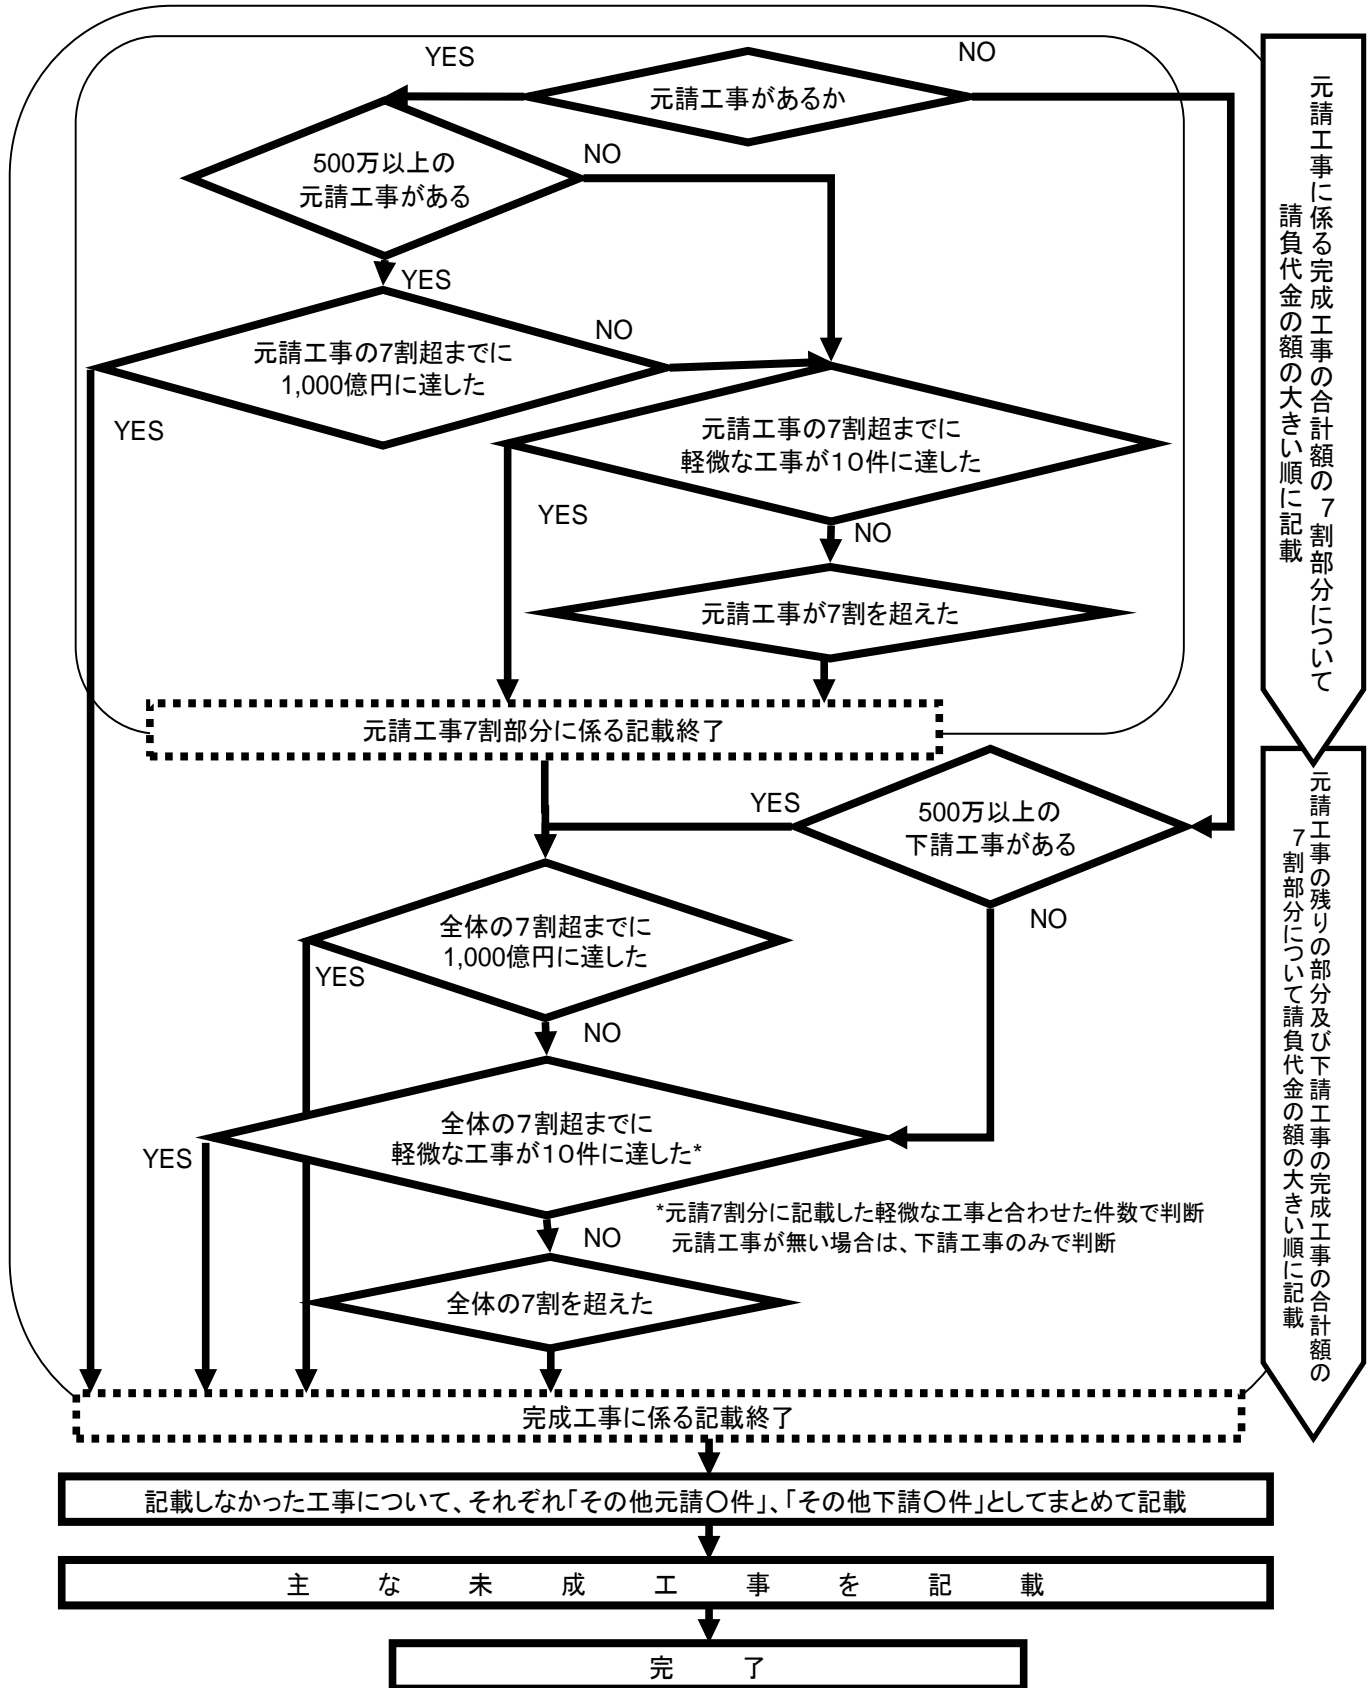 YES
NO
元請工事があるか
500万以上の
元請工事がある
NO
YES
元請工事の7割超までに
1,000億円に達した
NO
YES
元請工事の7割超までに
軽微な工事が10件に達した
YES
NO
元請工事が7割を超えた
元請工事7割部分に係る記載終了
元請工事に係る完成工事の合計額の7割部分について
請負代金の額の大きい順に記載
YES
500万以上の
下請工事がある
NO
全体の7割超までに
1,000億円に達した
YES
NO
全体の7割超までに
軽微な工事が10件に達した*
YES
NO
*元請7割分に記載した軽微な工事と合わせた件数で判断
元請工事が無い場合は、下請工事のみで判断
全体の7割を超えた
元請工事の残りの部分及び下請工事の完成工事の合計額の
7割部分について請負代金の額の大きい順に記載
完成工事に係る記載終了
記載しなかった工事について、それぞれ「その他元請〇件」、「その他下請〇件」としてまとめて記載
主な未成工事を記載
完了